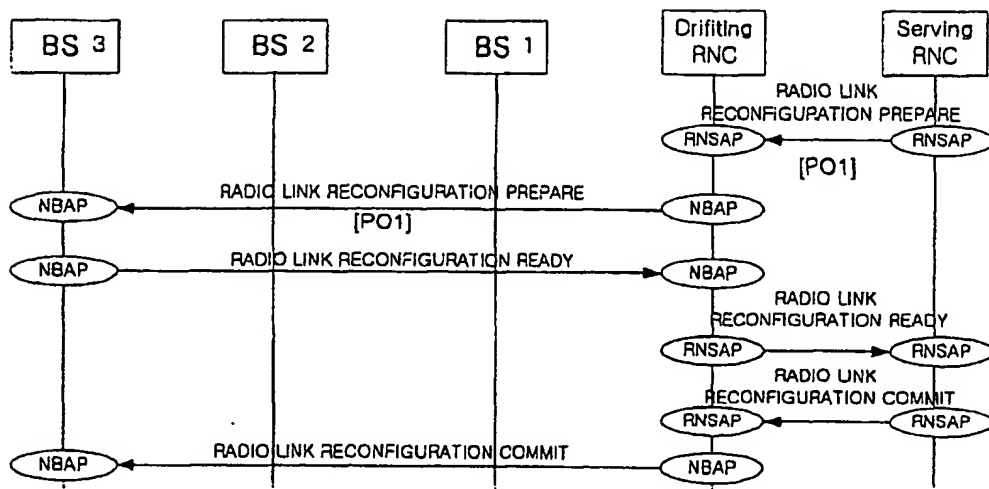 BS 3
BS 2
BS 1
Drifiting
RNC
Serving
RNC
RADIO LINK
RECONFIGURATION PREPARE
RNSAP
RNSAP
[PO1]
RADIO LINK RECONFIGURATION PREPARE
NBAP
NBAP
[PO1]
NBAP
RADIO LINK RECONFIGURATION READY
NBAP
RADIO LINK
RECONFIGURATION READY
RNSAP
RNSAP
RADIO LINK
RECONFIGURATION COMMIT
RNSAP
RNSAP
RADIO LINK RECONFIGURATION COMMIT
NBAP
NBAP